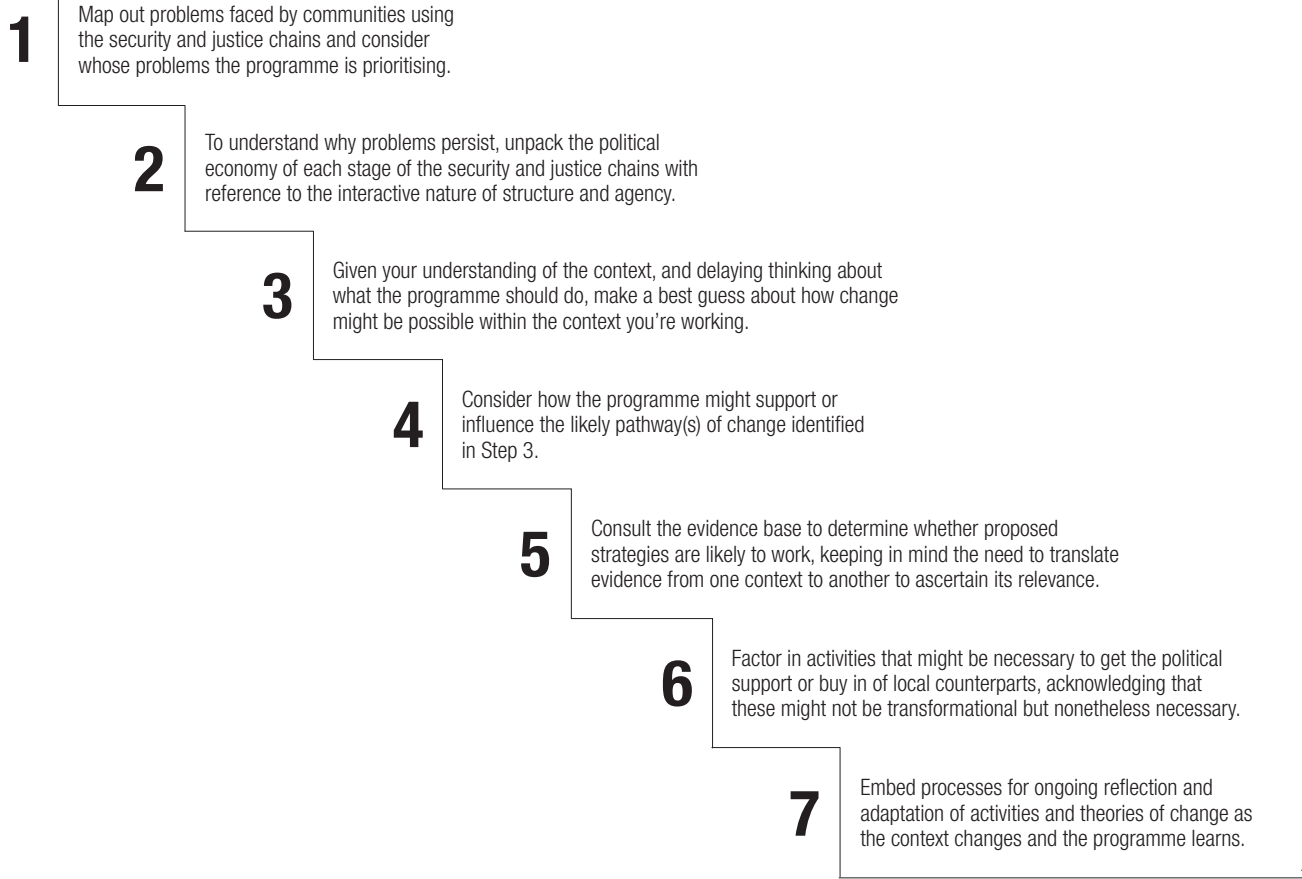 1
Map out problems faced by communities using
the security and justice chains and consider
whose problems the programme is prioritising.
2
To understand why problems persist, unpack the political
economy of each stage of the security and justice chains with
reference to the interactive nature of structure and agency.
3
Given your understanding of the context, and delaying thinking about
what the programme should do, make a best guess about how change
might be possible within the context you're working.
4
Consider how the programme might support or
influence the likely pathway(s) of change identified
in Step 3.
5
Consult the evidence base to determine whether proposed
strategies are likely to work, keeping in mind the need to translate
evidence from one context to another to ascertain its relevance.
6
Factor in activities that might be necessary to get the political
support or buy in of local counterparts, acknowledging that
these might not be transformational but nonetheless necessary.
7
Embed processes for ongoing reflection and
adaptation of activities and theories of change as
the context changes and the programme learns.